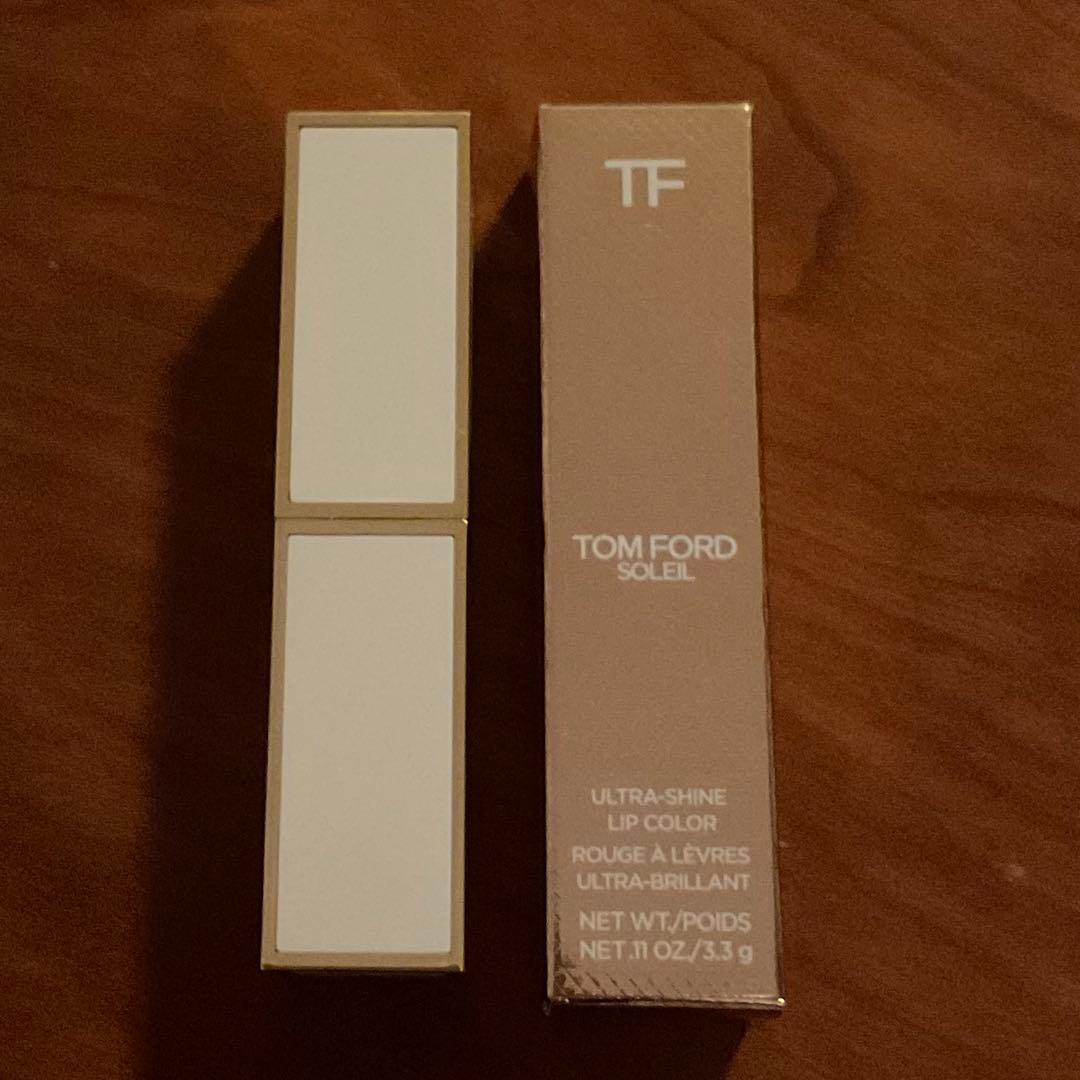 TF
TOM FORD
SOLEIL
ULTRA-SHINE
LIP COLOR
ROUGE À LÈVRES
ULTRA-BRILLANT
NET WT./POIDS
NET .11 OZ./3.3 g